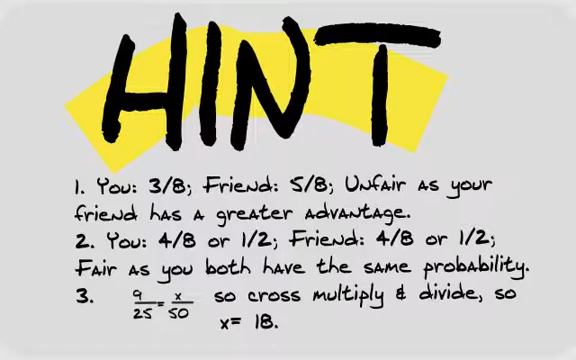 HINT
1. You: 3/8; Friend: 5/8; Unfair as your
friend has a greater advantage.
2. You: 4/8 or 1/2; Friend: 4/8 or 1/2;
Fair as you both have the same probability.
3. 9/25 = x/50 so cross multiply & divide, so
x= 18.